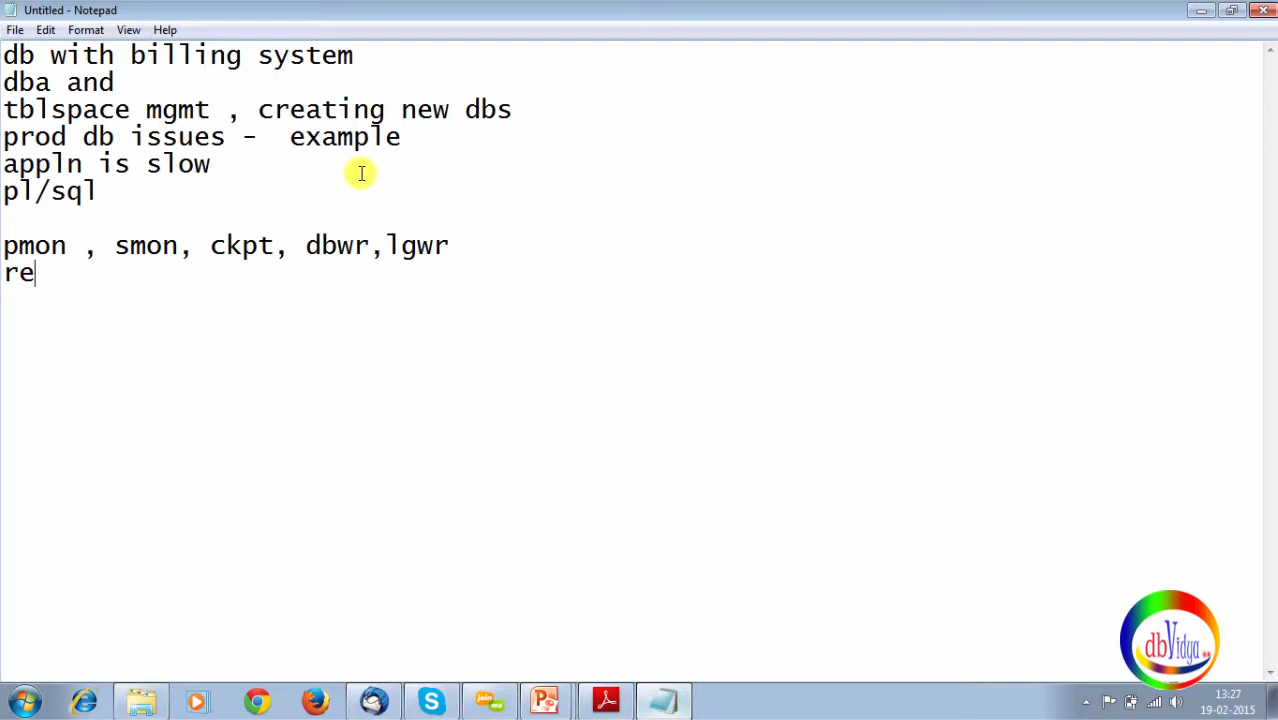 Untitled - Notepad
File Edit Format View Help
db with billing system
dba and
tblspace mgmt , creating new dbs
prod db issues - example
appln is slow
pl/sql
pmon , smon, ckpt, dbwr,lgwr
re
dbVidya
join me
13:27
19-02-2015